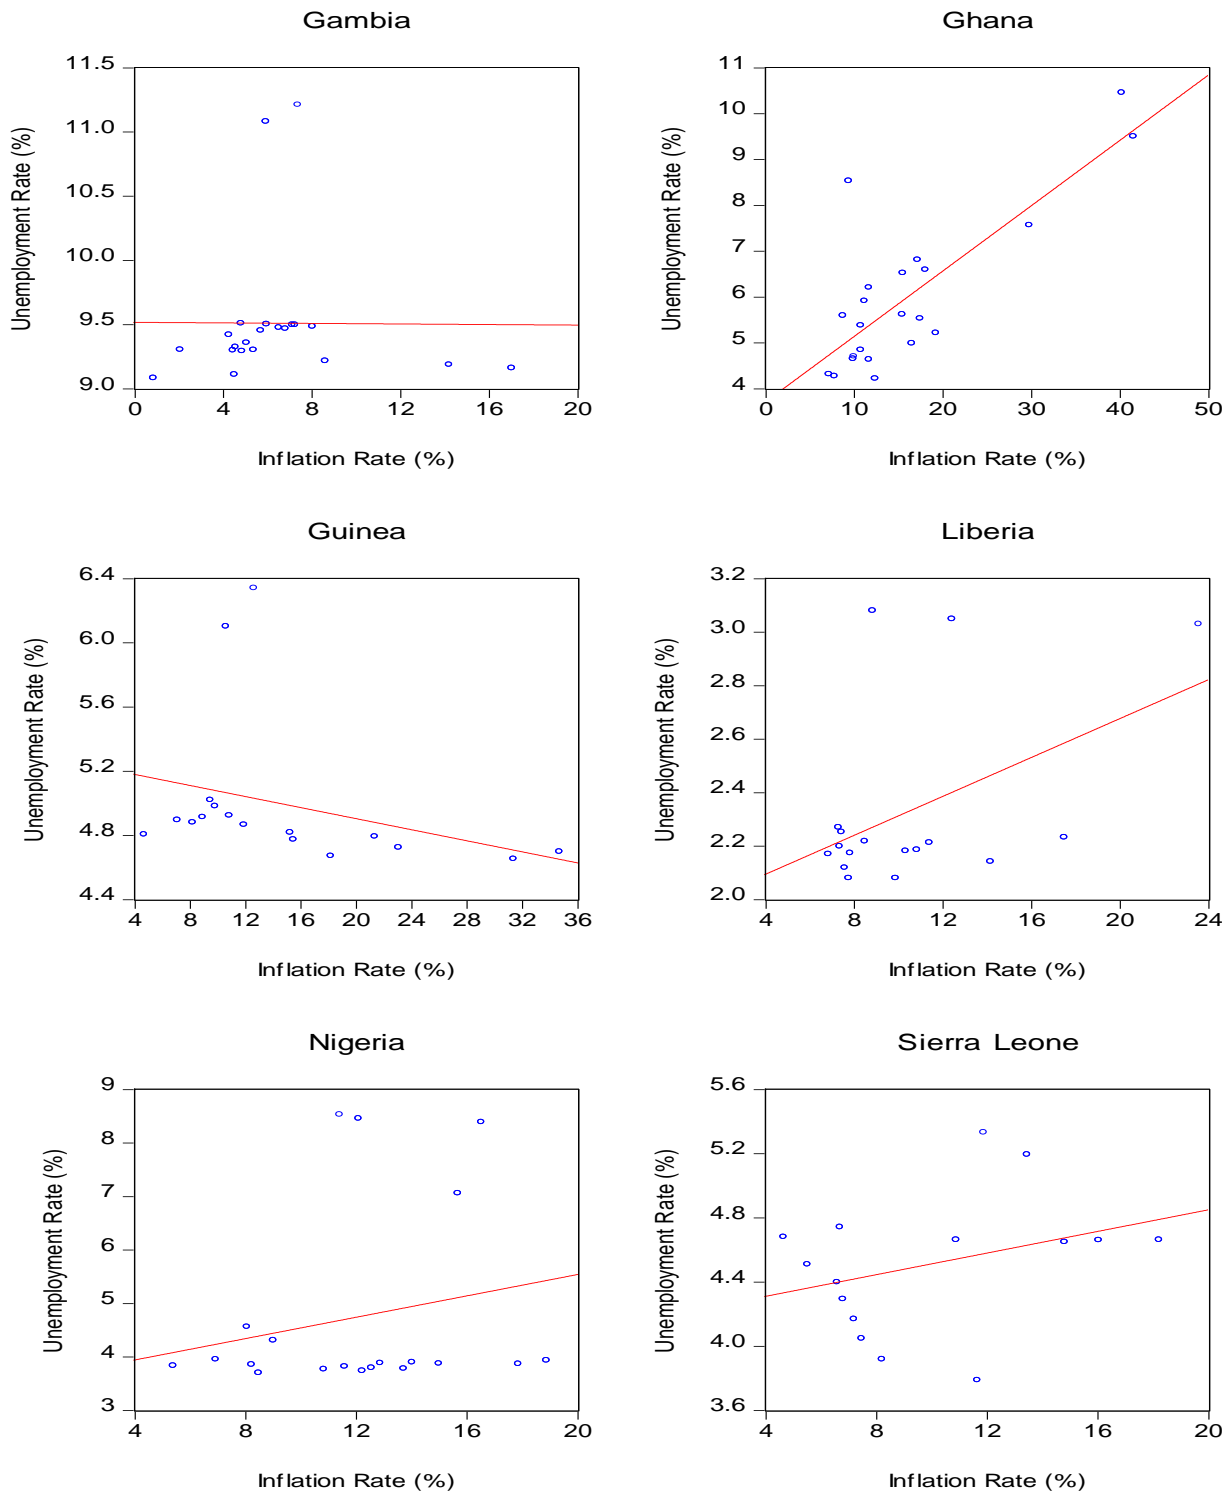 Gambia
Unemployment Rate (%)
11.5
11.0
10.5
10.0
9.5
9.0
0 4 8 12 16 20
Inflation Rate (%)
Ghana
Unemployment Rate (%)
11
10
9
8
7
6
5
4
0 10 20 30 40 50
Inflation Rate (%)
Guinea
Unemployment Rate (%)
6.4
6.0
5.6
5.2
4.8
4.4
4 8 12 16 20 24 28 32 36
Inflation Rate (%)
Liberia
Unemployment Rate (%)
3.2
3.0
2.8
2.6
2.4
2.2
2.0
4 8 12 16 20 24
Inflation Rate (%)
Nigeria
Unemployment Rate (%)
9
8
7
6
5
4
3
4 8 12 16 20
Inflation Rate (%)
Sierra Leone
Unemployment Rate (%)
5.6
5.2
4.8
4.4
4.0
3.6
4 8 12 16 20
Inflation Rate (%)